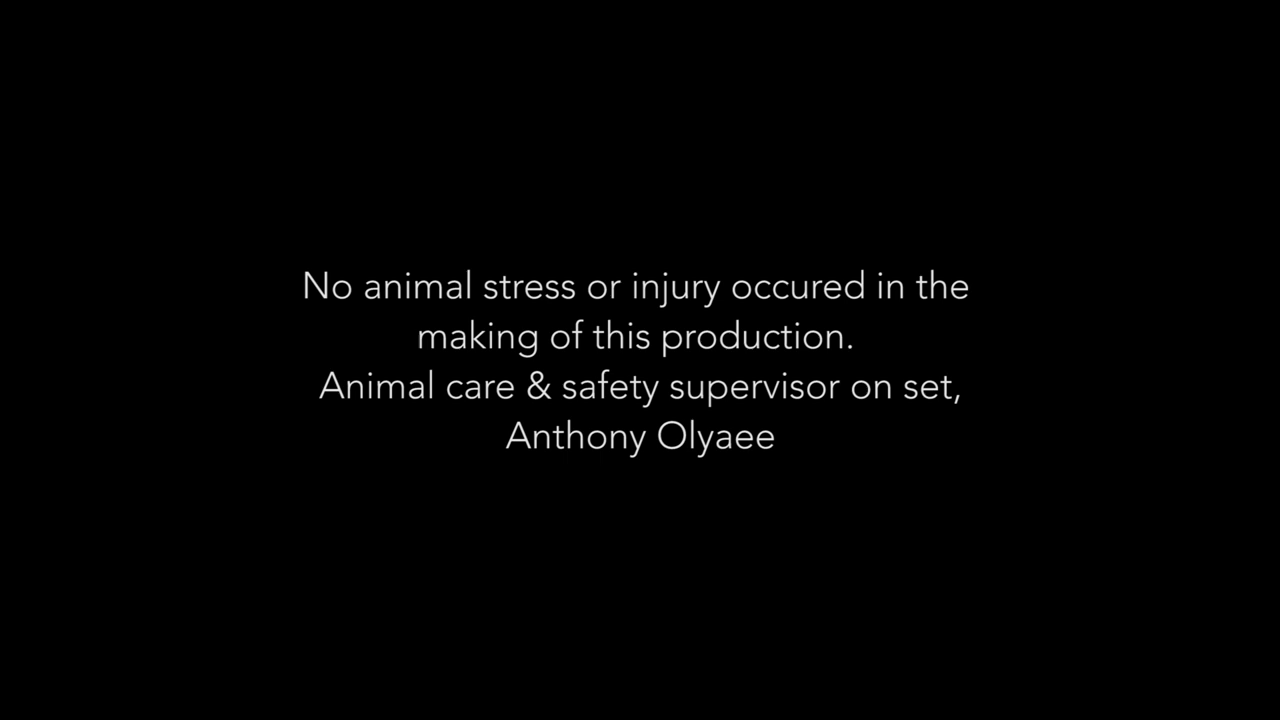 No animal stress or injury occured in the
making of this production.
Animal care & safety supervisor on set,
Anthony Olyaee